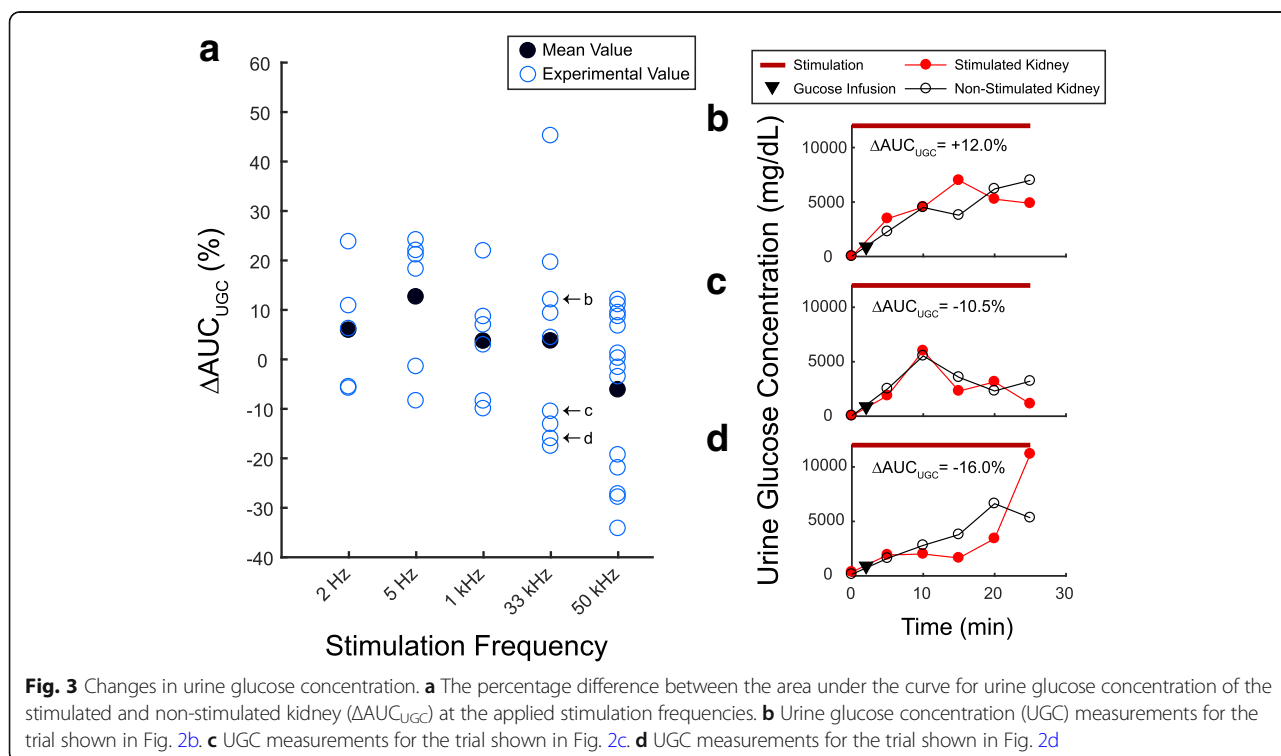 a
Mean Value
Experimental Value
60
50
40
30
20
10
0
-10
-20
-30
-40
ΔAUC_UGC (%)
b
c
d
2 Hz
5 Hz
1 kHz
33 kHz
50 kHz
Stimulation Frequency
Stimulation
Stimulated Kidney
Glucose Infusion
Non-Stimulated Kidney
Urine Glucose Concentration (mg/dL)
b
10000
5000
0
ΔAUC_UGC= +12.0%
c
10000
5000
0
ΔAUC_UGC= -10.5%
d
10000
5000
0
ΔAUC_UGC= -16.0%
0
10
20
30
Time (min)
Fig. 3 Changes in urine glucose concentration. a The percentage difference between the area under the curve for urine glucose concentration of the
stimulated and non-stimulated kidney (ΔAUC_UGC) at the applied stimulation frequencies. b Urine glucose concentration (UGC) measurements for the
trial shown in Fig. 2b. c UGC measurements for the trial shown in Fig. 2c. d UGC measurements for the trial shown in Fig. 2d